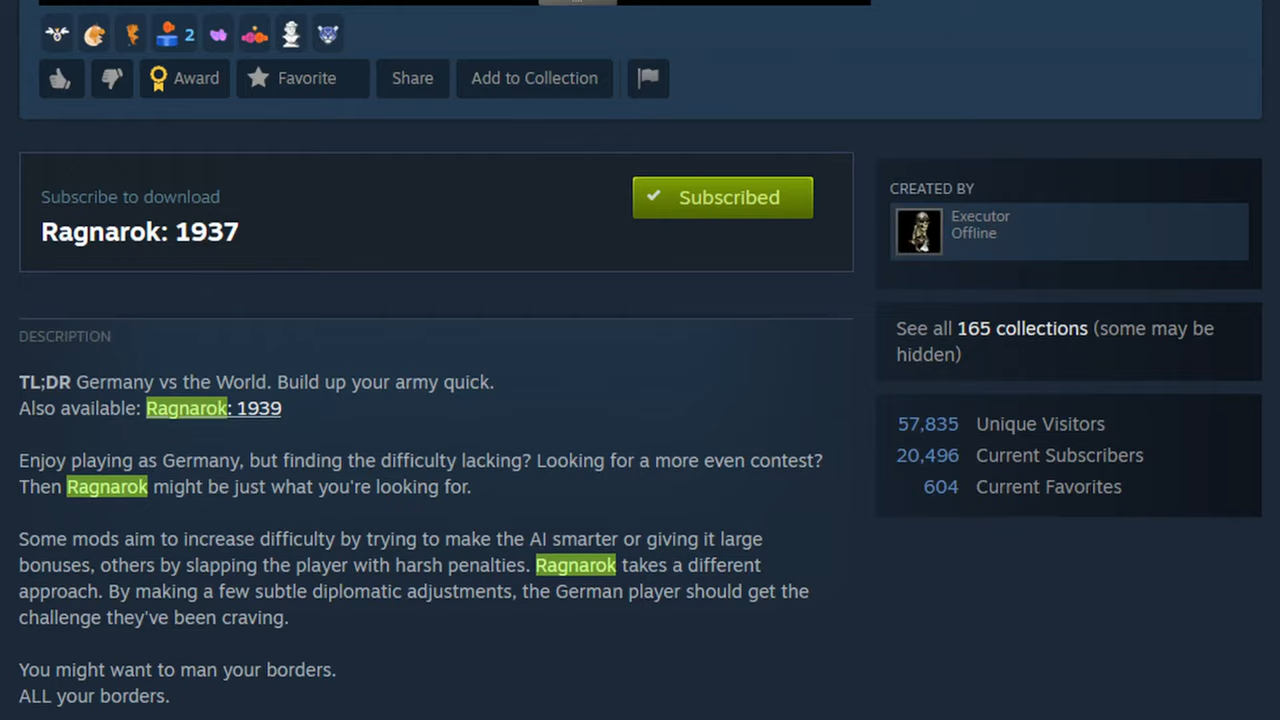 2
Award
Favorite
Share
Add to Collection
Subscribe to download
Subscribed
Ragnarok: 1937
CREATED BY
Executor
Offline
See all 165 collections (some may be
hidden)
57,835 Unique Visitors
20,496 Current Subscribers
604 Current Favorites
DESCRIPTION
TL;DR Germany vs the World. Build up your army quick.
Also available: Ragnarok: 1939
Enjoy playing as Germany, but finding the difficulty lacking? Looking for a more even contest?
Then Ragnarok might be just what you're looking for.
Some mods aim to increase difficulty by trying to make the AI smarter or giving it large
bonuses, others by slapping the player with harsh penalties. Ragnarok takes a different
approach. By making a few subtle diplomatic adjustments, the German player should get the
challenge they've been craving.
You might want to man your borders.
ALL your borders.